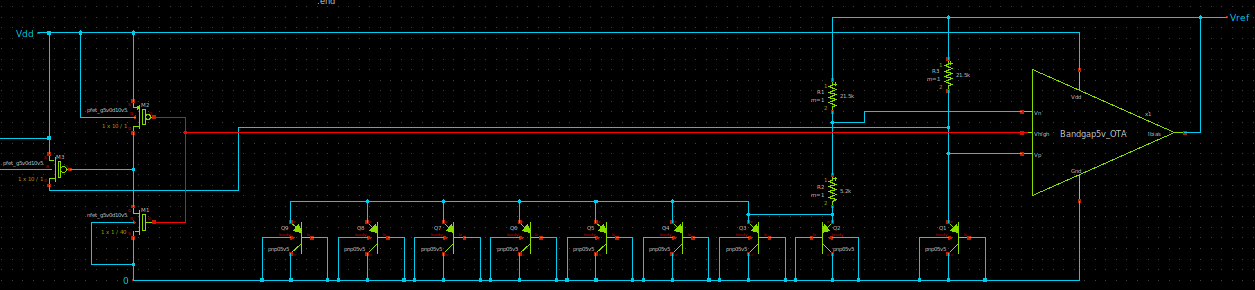 .end
Vref
Vdd
R3
m=1
21.5k
R1
m=1
21.5k
Vdd
M2
pfet_g5v0d10v5
1 x 10 / 1
Vn
x1
Vhigh
Bandgap5v_OTA
Ibias
Vp
M3
pfet_g5v0d10v5
1 x 10 / 1
Gnd
R2
m=1
5.2k
M1
nfet_g5v0d10v5
1 x 1 / 40
Q9
pnp05v5
Q8
pnp05v5
Q7
pnp05v5
Q6
pnp05v5
Q5
pnp05v5
Q4
pnp05v5
Q3
pnp05v5
Q2
pnp05v5
Q1
pnp05v5
0